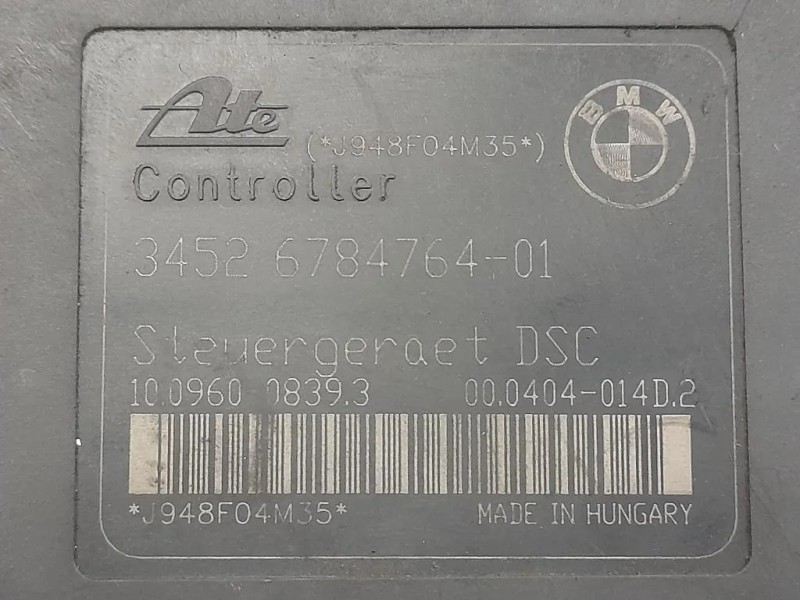 Ate
BMW
(*J948F04M35*)
Controller
3452 6784764-01
Steuergeraet DSC
10.0960 0839.3 00.0404-014D.2
*J948F04M35* MADE IN HUNGARY